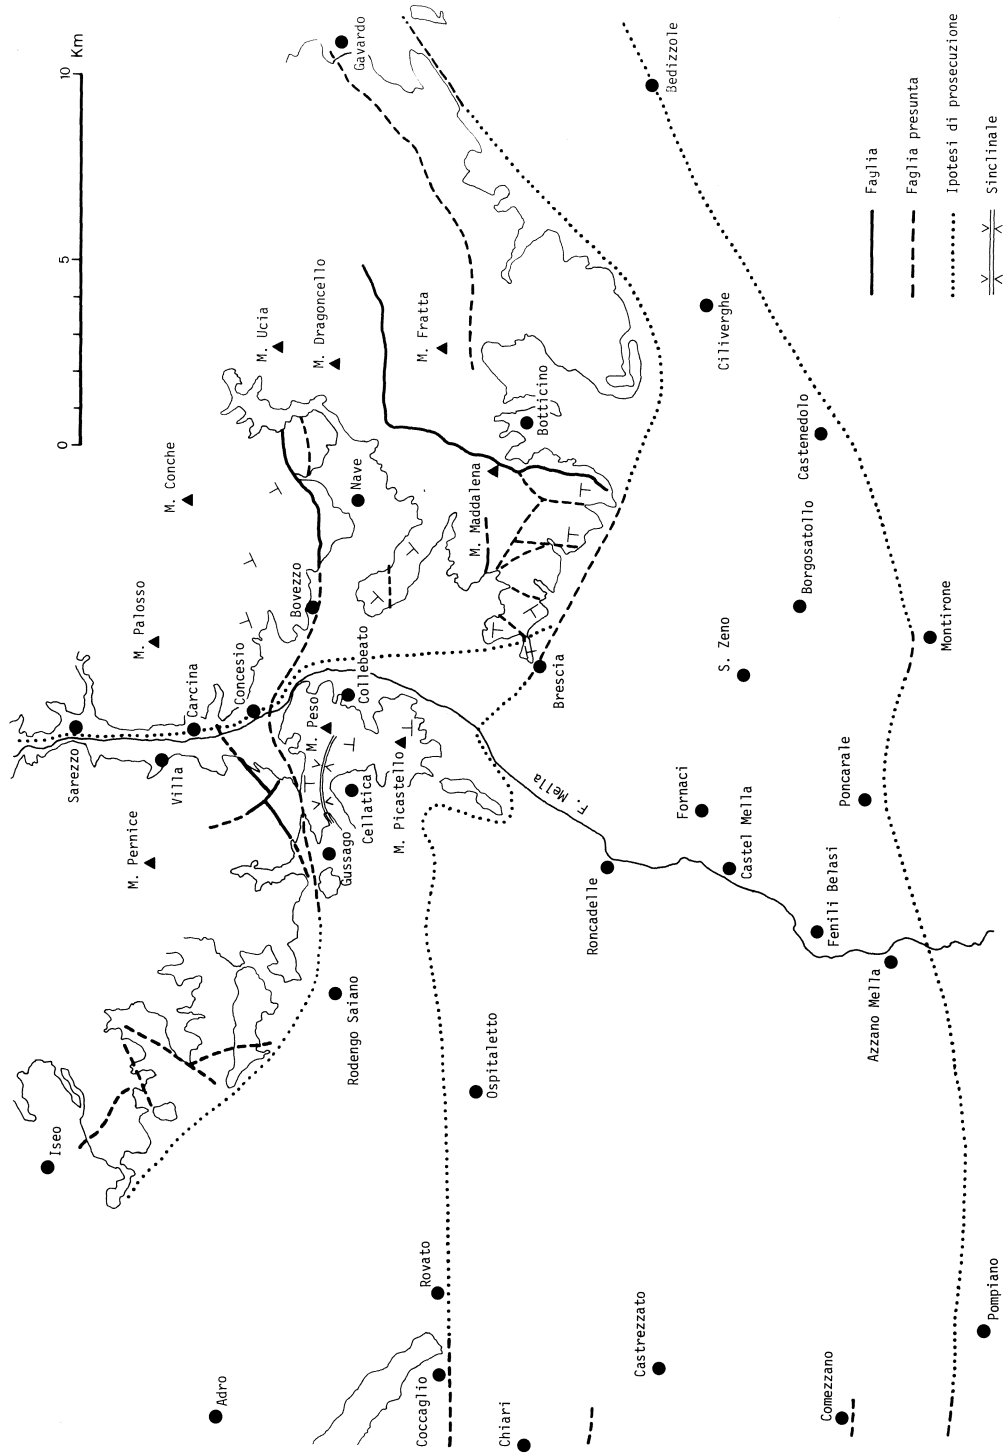 0
5
10
Km
Gavardo
Bedizzole
Faglia
Faglia presunta
Ipotesi di prosecuzione
Sinclinale
M. Ucia
M. Dragoncello
M. Fratta
Ciliverghe
M. Conche
Nave
M. Maddalena
Botticino
Castenedolo
M. Palosso
Bovezzo
Borgosatollo
Montirone
Sarezzo
Villa
Carcina
Concesio
M. Peso
Collebeato
Brescia
S. Zeno
M. Pernice
Gussago
Cellatica
M. Picastello
F. Mella
Fornaci
Poncarale
Roncadelle
Castel Mella
Fenili Belasi
Azzano Mella
Rodengo Saiano
Ospitaletto
Iseo
Rovato
Adro
Coccaglio
Chiari
Castrezzato
Comezzano
Pompiano